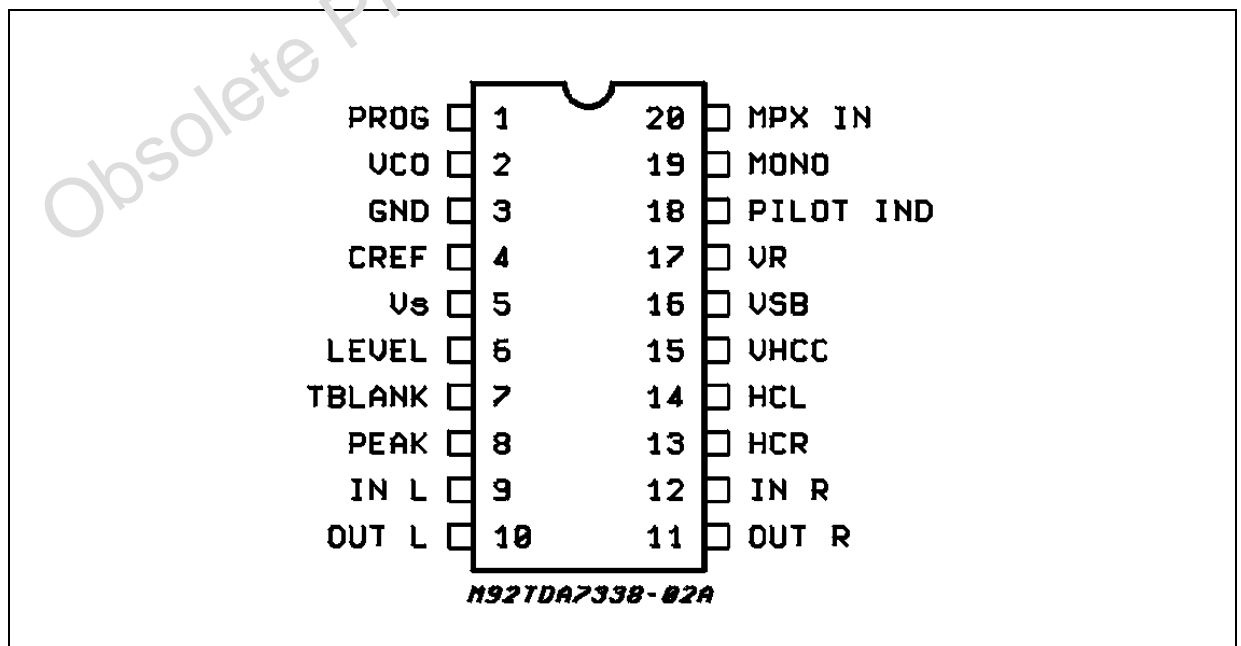 Obsolete Pr
PROG 1 20 MPX IN
VCO 2 19 MONO
GND 3 18 PILOT IND
CREF 4 17 VR
Vs 5 16 VSB
LEVEL 6 15 VHCC
TBLANK 7 14 HCL
PEAK 8 13 HCR
IN L 9 12 IN R
OUT L 10 11 OUT R
M92TDA7338-02A